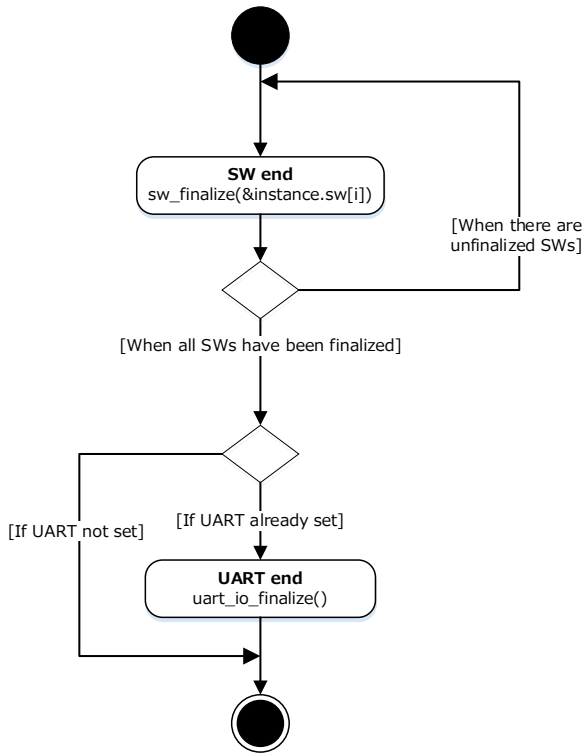 SW end
sw_finalize(&instance.sw[i])
[When there are
unfinalized SWs]
[When all SWs have been finalized]
[If UART not set]
[If UART already set]
UART end
uart_io_finalize()